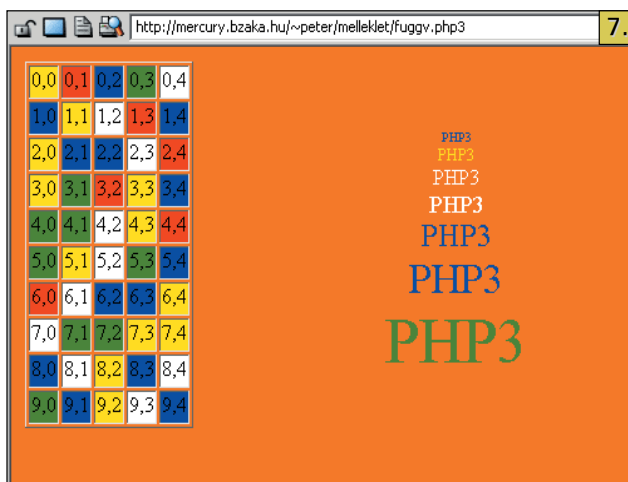 http://mercury.bzaka.hu/~peter/melleklet/fuggv.php3
7.
0,0 0,1 0,2 0,3 0,4
1,0 1,1 1,2 1,3 1,4
2,0 2,1 2,2 2,3 2,4
3,0 3,1 3,2 3,3 3,4
4,0 4,1 4,2 4,3 4,4
5,0 5,1 5,2 5,3 5,4
6,0 6,1 6,2 6,3 6,4
7,0 7,1 7,2 7,3 7,4
8,0 8,1 8,2 8,3 8,4
9,0 9,1 9,2 9,3 9,4
PHP3
PHP3
PHP3
PHP3
PHP3
PHP3
PHP3